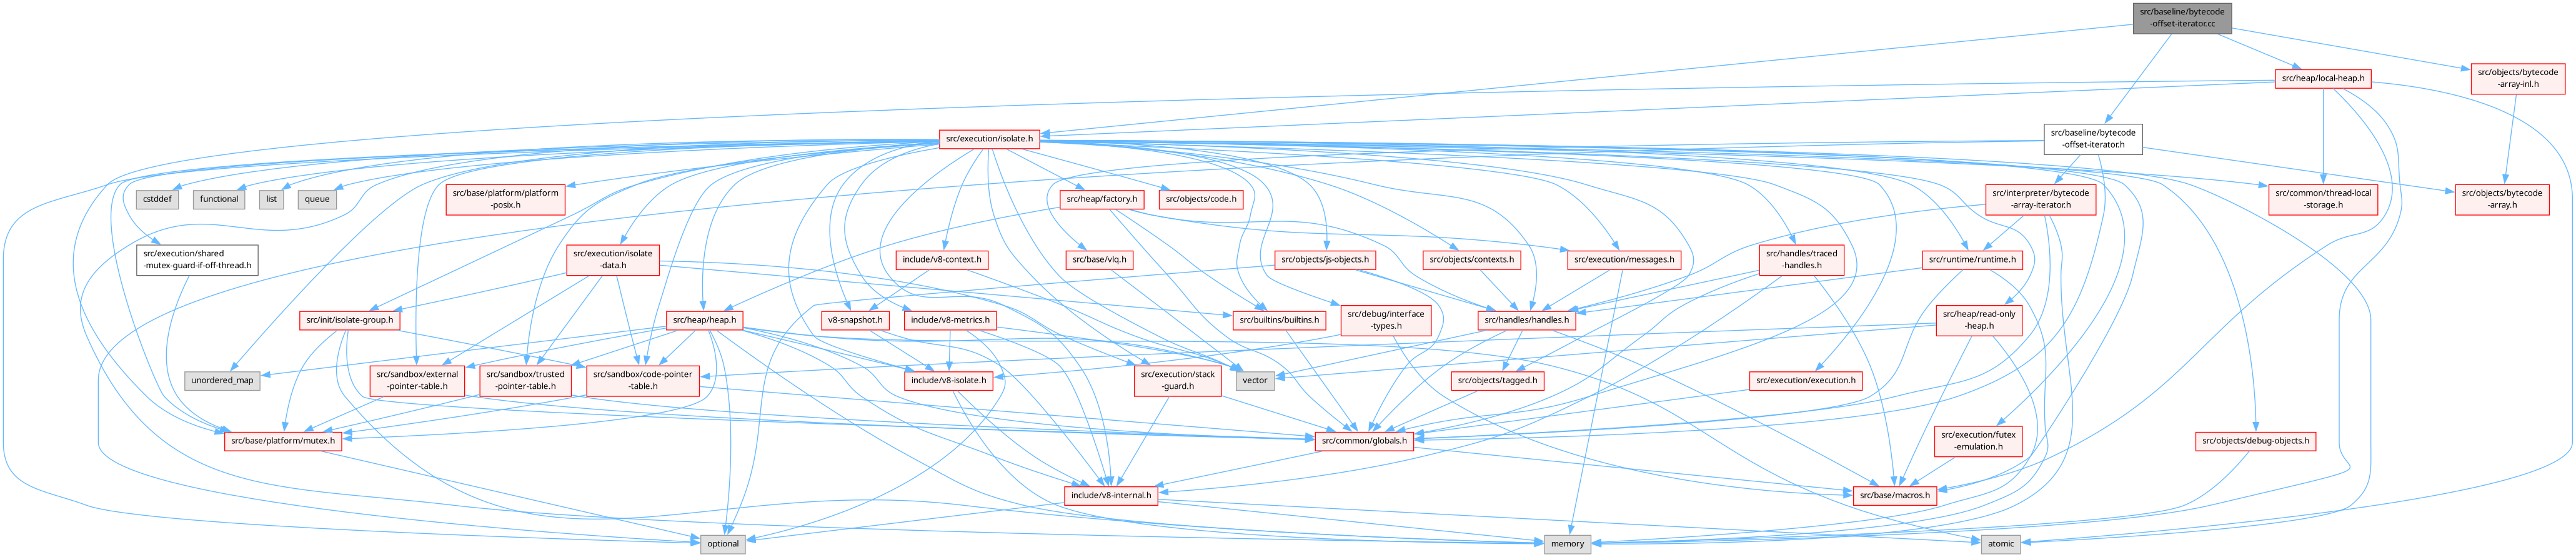 src/baseline/bytecode
-offset-iterator.cc
src/heap/local-heap.h
src/objects/bytecode
-array-inl.h
src/execution/isolate.h
src/baseline/bytecode
-offset-iterator.h
cstddef
functional
list
queue
src/base/platform/platform
-posix.h
src/heap/factory.h
src/objects/code.h
src/interpreter/bytecode
-array-iterator.h
src/common/thread-local
-storage.h
src/objects/bytecode
-array.h
src/execution/shared
-mutex-guard-if-off-thread.h
src/execution/isolate
-data.h
include/v8-context.h
src/base/vlq.h
src/objects/js-objects.h
src/objects/contexts.h
src/execution/messages.h
src/handles/traced
-handles.h
src/runtime/runtime.h
src/init/isolate-group.h
src/heap/heap.h
v8-snapshot.h
include/v8-metrics.h
src/builtins/builtins.h
src/debug/interface
-types.h
src/handles/handles.h
src/heap/read-only
-heap.h
unordered_map
src/sandbox/external
-pointer-table.h
src/sandbox/trusted
-pointer-table.h
src/sandbox/code-pointer
-table.h
include/v8-isolate.h
src/execution/stack
-guard.h
vector
src/objects/tagged.h
src/execution/execution.h
src/base/platform/mutex.h
src/common/globals.h
src/execution/futex
-emulation.h
src/objects/debug-objects.h
include/v8-internal.h
src/base/macros.h
optional
memory
atomic